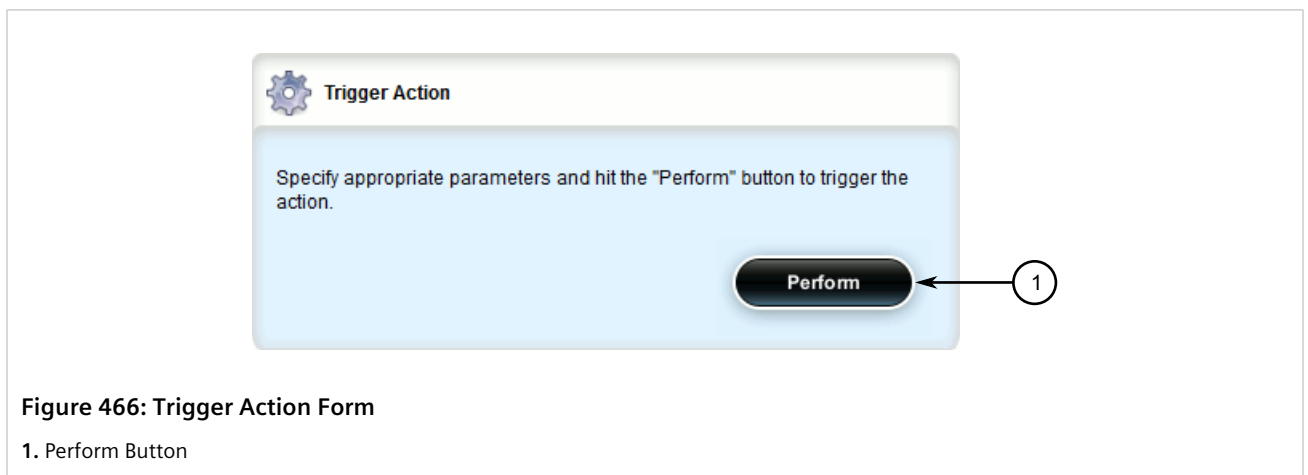 Trigger Action
Specify appropriate parameters and hit the "Perform" button to trigger the
action.
Perform
1
Figure 466: Trigger Action Form
1. Perform Button